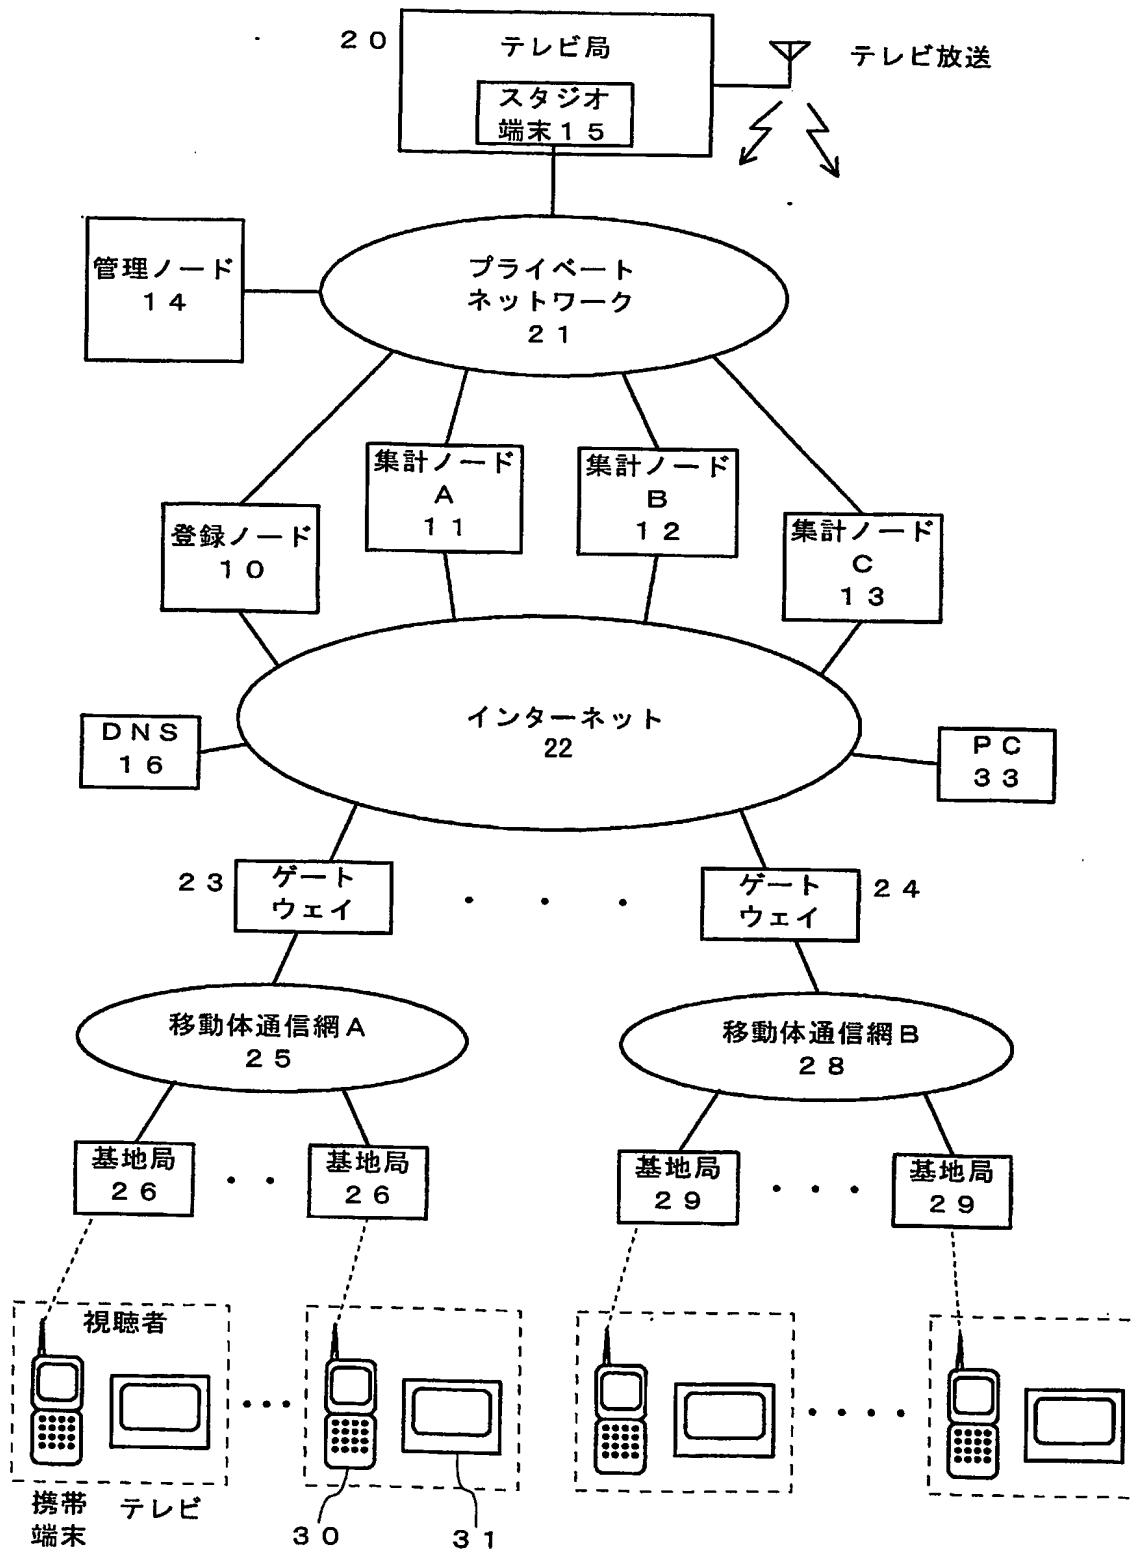 20
テレビ局
テレビ放送
スタジオ
端末15
管理ノード
14
プライベート
ネットワーク
21
集計ノード
A
11
集計ノード
B
12
登録ノード
10
集計ノード
C
13
インターネット
22
DNS
16
PC
33
23
ゲート
ウェイ
ゲート
ウェイ
24
移動体通信網A
25
移動体通信網B
28
基地局
26
基地局
26
基地局
29
基地局
29
視聴者
携帯
端末
テレビ
30
31